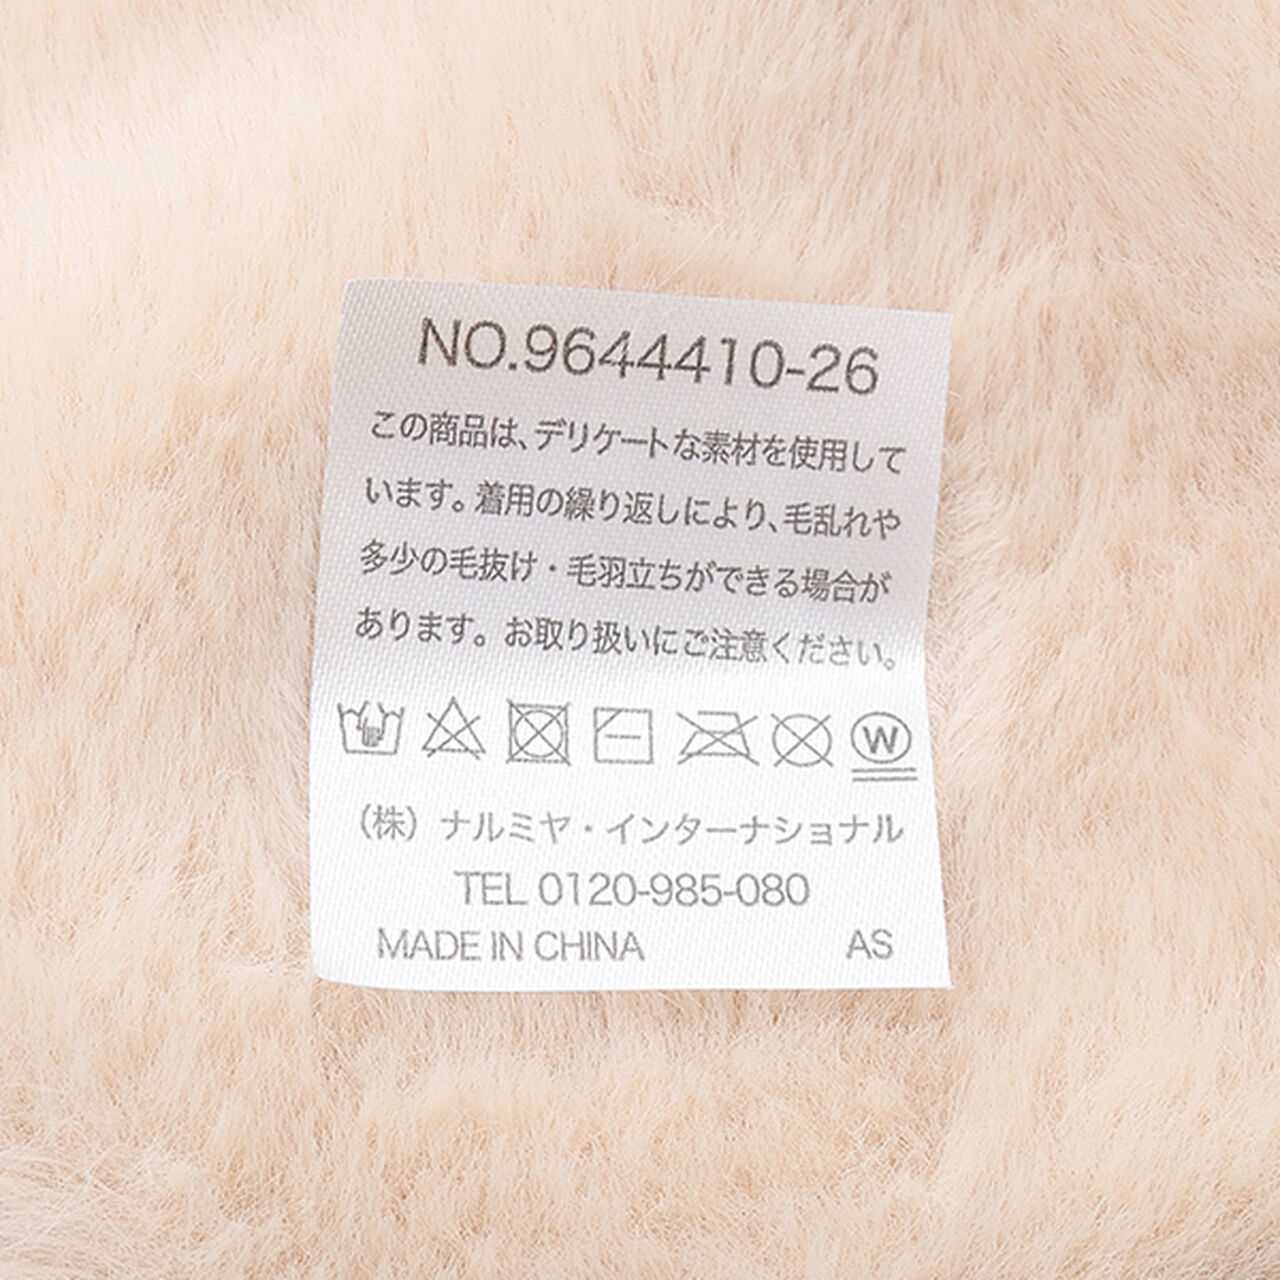 NO.9644410-26
この商品は、デリケートな素材を使用して
います。着用の繰り返しにより、毛乱れや
多少の毛抜け・毛羽立ちができる場合が
あります。お取り扱いにご注意ください。
W
(株) ナルミヤ・インターナショナル
TEL 0120-985-080
MADE IN CHINA AS